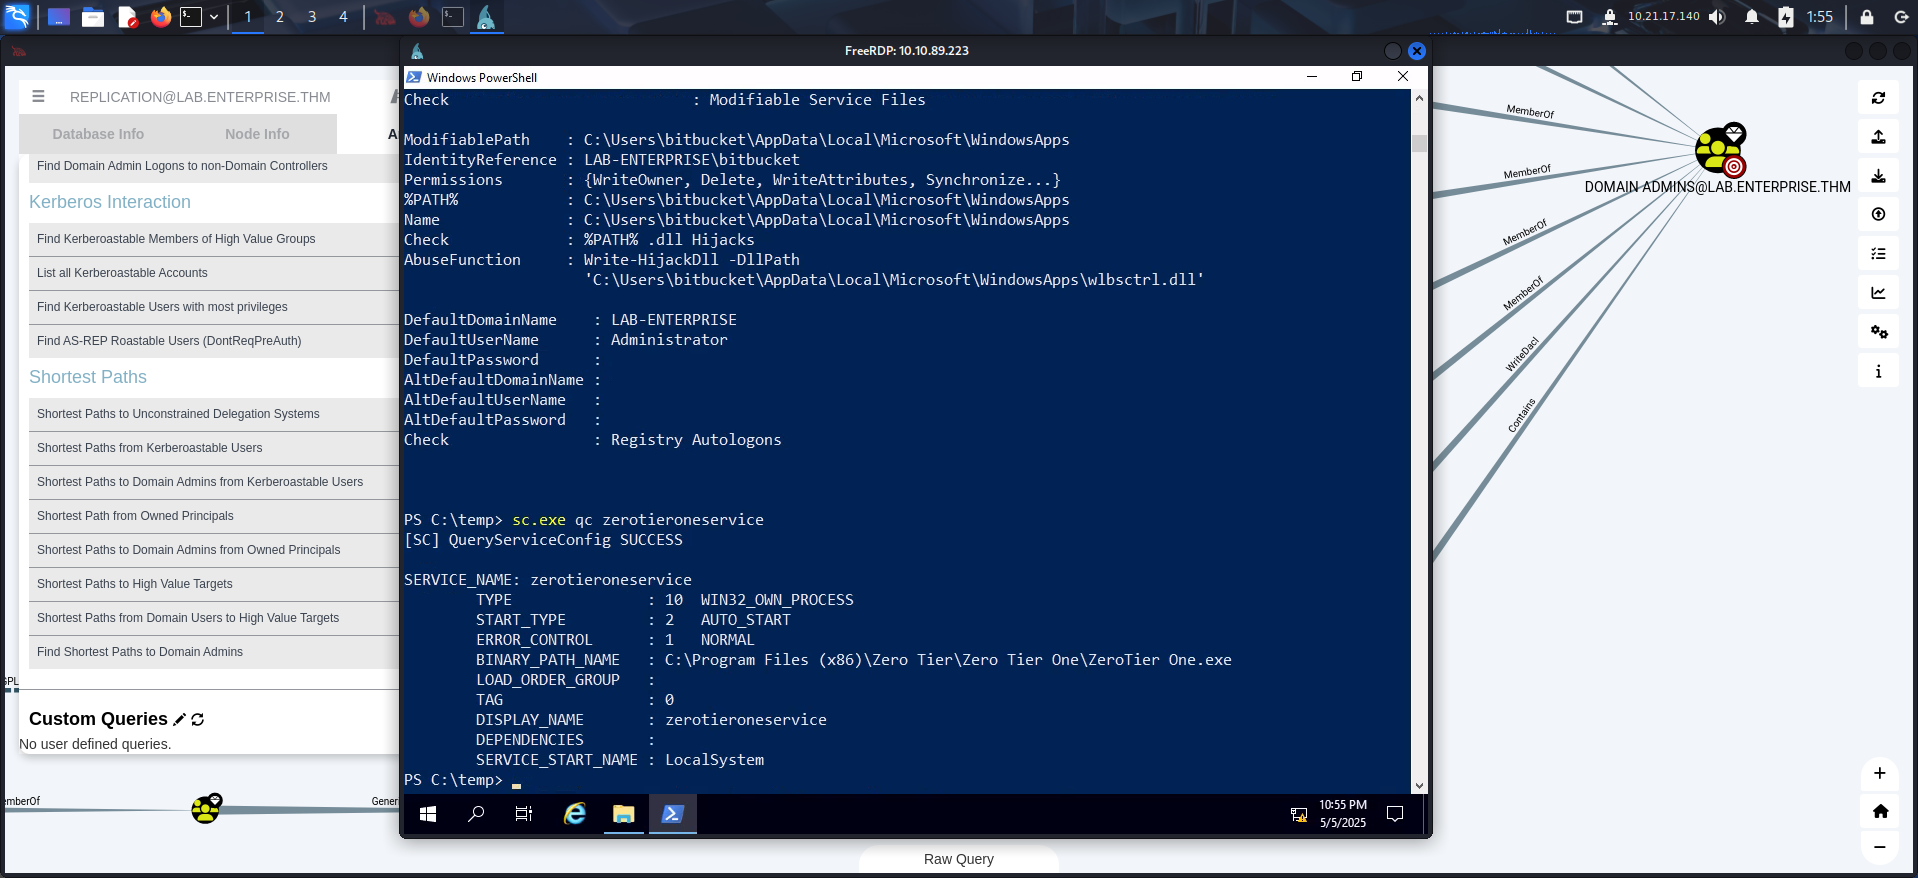 1 2 3 4
10.21.17.140
1:55
FreeRDP: 10.10.89.223
REPLICATION@LAB.ENTERPRISE.THM
Database Info
Node Info
Find Domain Admin Logons to non-Domain Controllers
Kerberos Interaction
Find Kerberoastable Members of High Value Groups
List all Kerberoastable Accounts
Find Kerberoastable Users with most privileges
Find AS-REP Roastable Users (DontReqPreAuth)
Shortest Paths
Shortest Paths to Unconstrained Delegation Systems
Shortest Paths from Kerberoastable Users
Shortest Paths to Domain Admins from Kerberoastable Users
Shortest Path from Owned Principals
Shortest Paths to Domain Admins from Owned Principals
Shortest Paths to High Value Targets
Shortest Paths from Domain Users to High Value Targets
Find Shortest Paths to Domain Admins
Custom Queries
No user defined queries.
Windows PowerShell
Check                           : Modifiable Service Files
ModifiablePath    : C:\Users\bitbucket\AppData\Local\Microsoft\WindowsApps
IdentityReference : LAB-ENTERPRISE\bitbucket
Permissions       : {WriteOwner, Delete, WriteAttributes, Synchronize...}
%PATH%            : C:\Users\bitbucket\AppData\Local\Microsoft\WindowsApps
Name              : C:\Users\bitbucket\AppData\Local\Microsoft\WindowsApps
Check             : %PATH% .dll Hijacks
AbuseFunction     : Write-HijackDll -DllPath
'C:\Users\bitbucket\AppData\Local\Microsoft\WindowsApps\wlbsctrl.dll'
DefaultDomainName    : LAB-ENTERPRISE
DefaultUserName      : Administrator
DefaultPassword      :
AltDefaultDomainName :
AltDefaultUserName   :
AltDefaultPassword   :
Check                : Registry Autologons
PS C:\temp> sc.exe qc zerotieroneservice
[SC] QueryServiceConfig SUCCESS
SERVICE_NAME: zerotieroneservice
TYPE               : 10  WIN32_OWN_PROCESS
START_TYPE         : 2   AUTO_START
ERROR_CONTROL      : 1   NORMAL
BINARY_PATH_NAME   : C:\Program Files (x86)\Zero Tier\Zero Tier One\ZeroTier One.exe
LOAD_ORDER_GROUP   :
TAG                : 0
DISPLAY_NAME       : zerotieroneservice
DEPENDENCIES       :
SERVICE_START_NAME : LocalSystem
PS C:\temp>
10:55 PM
5/5/2025
MemberOf
MemberOf
MemberOf
MemberOf
WriteDacl
Contains
DOMAIN ADMINS@LAB.ENTERPRISE.THM
Raw Query